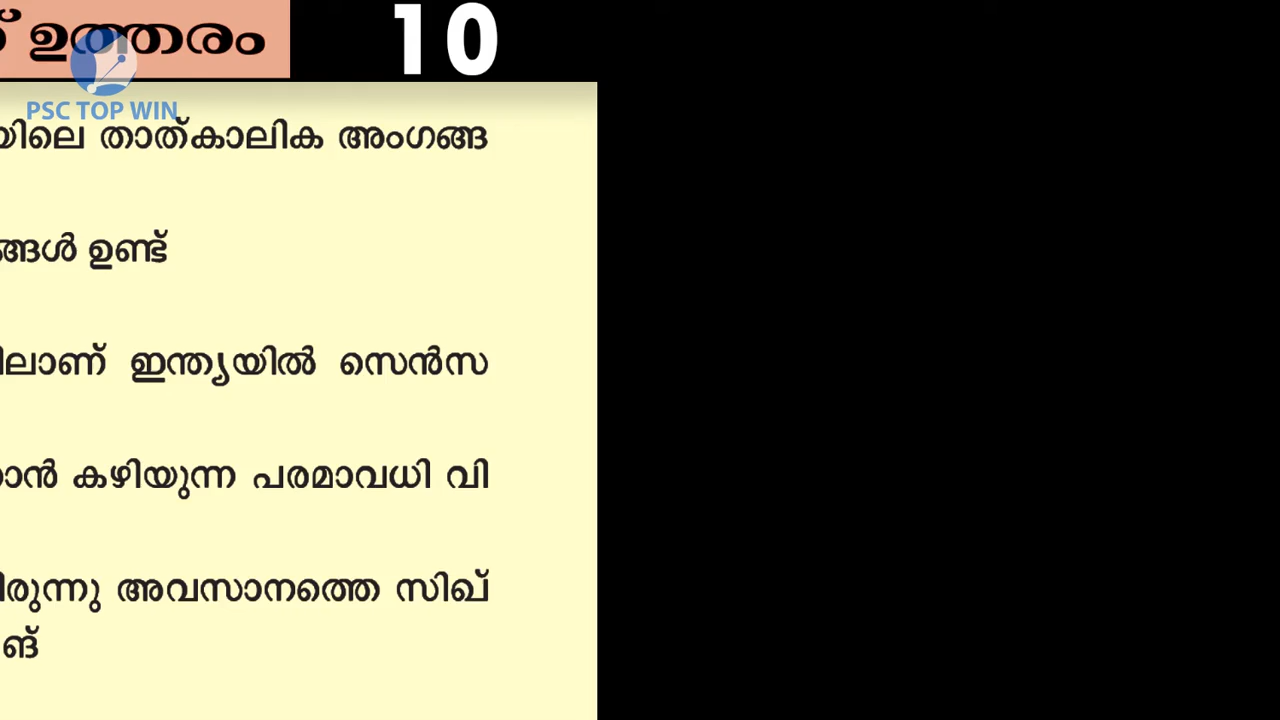 ഉത്തരം 10
PSC TOP WIN
യിലെ താത്കാലിക അംഗങ്ങ
ങ്ങൾ ഉണ്ട്
ലാണ് ഇന്ത്യയിൽ സെൻസ
ാൻ കഴിയുന്ന പരമാവധി വി
ിരുന്നു അവസാനത്തെ സിഖ്
ങ്